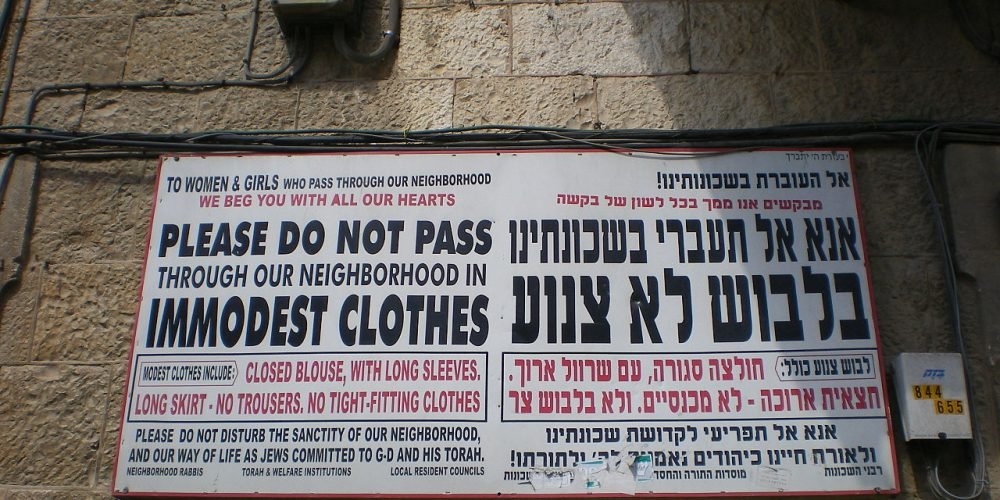 TO WOMEN & GIRLS WHO PASS THROUGH OUR NEIGHBORHOOD
WE BEG YOU WITH ALL OUR HEARTS
PLEASE DO NOT PASS
THROUGH OUR NEIGHBORHOOD IN
IMMODEST CLOTHES
MODEST CLOTHES INCLUDE: CLOSED BLOUSE, WITH LONG SLEEVES.
LONG SKIRT - NO TROUSERS. NO TIGHT-FITTING CLOTHES
PLEASE DO NOT DISTURB THE SANCTITY OF OUR NEIGHBORHOOD,
AND OUR WAY OF LIFE AS JEWS COMMITTED TO G-D AND HIS TORAH.
NEIGHBORHOOD RABBIS TORAH & WELFARE INSTITUTIONS LOCAL RESIDENT COUNCILS
בעזרת ה' יתברך
אל העוברת בשכונותינו!
מבקשים אנו ממך בכל לשון של בקשה
אנא אל תעברי בשכונתינו
בלבוש לא צנוע
לבוש צנוע כולל: חולצה סגורה, עם שרוול ארוך.
חצאית ארוכה - לא מכנסיים. ולא בלבוש צר
אנא אל תפריעי לקדושת שכונתינו
ולאורח חיינו כיהודים ולתורתו!
רבני השכונות מוסדות התורה והחסד השכונות
בזק
844
655